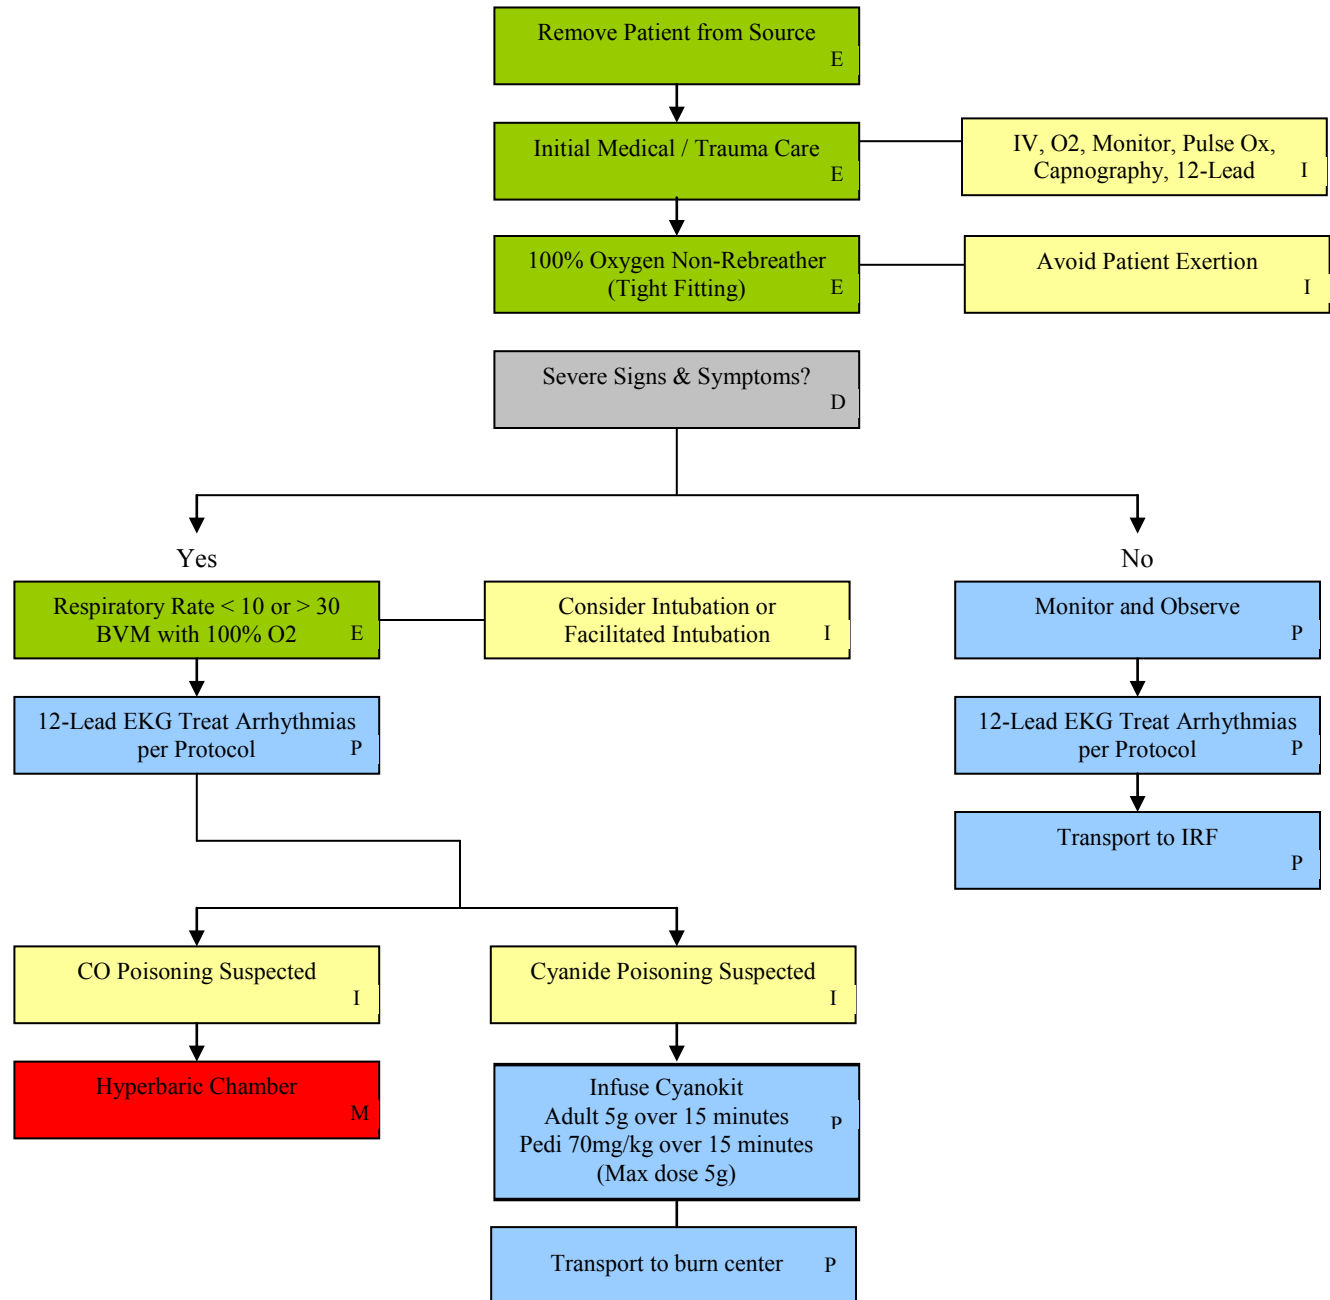 Remove Patient from Source
E
Initial Medical / Trauma Care
E
IV, O2, Monitor, Pulse Ox,
Capnography, 12-Lead
I
100% Oxygen Non-Rebreather
(Tight Fitting)
E
Avoid Patient Exertion
I
Severe Signs & Symptoms?
D
Yes
No
Respiratory Rate < 10 or > 30
BVM with 100% O2
E
Consider Intubation or
Facilitated Intubation
I
Monitor and Observe
P
12-Lead EKG Treat Arrhythmias
per Protocol
P
12-Lead EKG Treat Arrhythmias
per Protocol
P
Transport to IRF
P
CO Poisoning Suspected
I
Cyanide Poisoning Suspected
I
Hyperbaric Chamber
M
Infuse Cyanokit
Adult 5g over 15 minutes
Pedi 70mg/kg over 15 minutes
(Max dose 5g)
P
Transport to burn center
P